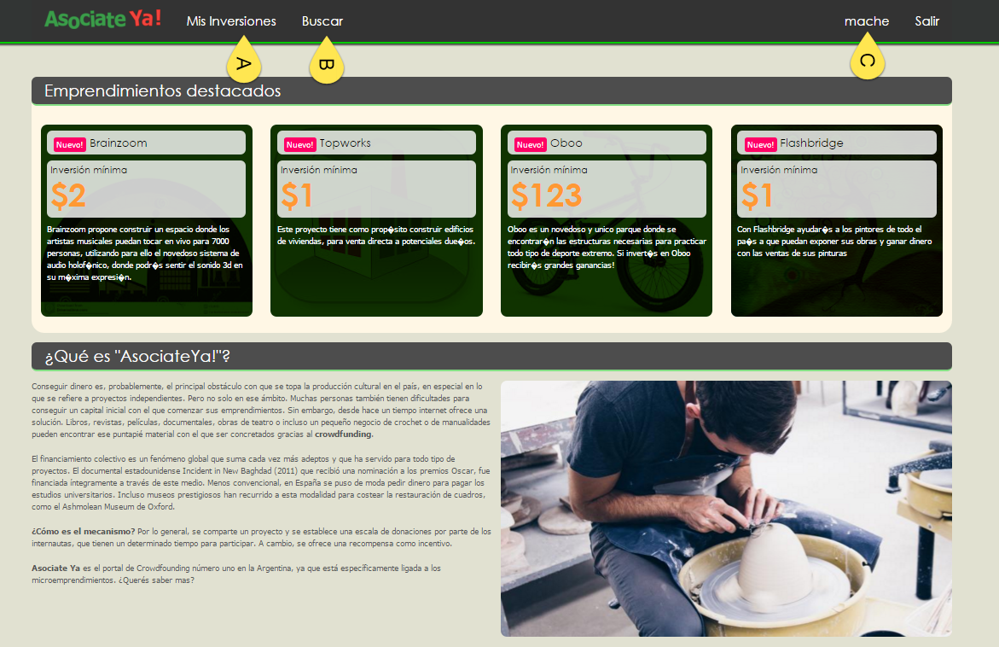 Asociate Ya! Mis Inversiones Buscar mache Salir
A B C
Emprendimientos destacados
Nuevo! Brainzoom
Inversión mínima
$2
Brainzoom propone construir un espacio donde los
artistas musicales puedan tocar en vivo para 7000
personas, utilizando para ello el novedoso sistema de
audio holof�nico, donde podr�s sentir el sonido 3d en
su m�xima expresi�n.
Nuevo! Topworks
Inversión mínima
$1
Este proyecto tiene como prop�sito construir edificios
de viviendas, para venta directa a potenciales due�os.
Nuevo! Oboo
Inversión mínima
$123
Oboo es un novedoso y unico parque donde se
encontrar�n las estructuras necesarias para practicar
todo tipo de deporte extremo. Si invert�s en Oboo
recibir�s grandes ganancias!
Nuevo! Flashbridge
Inversión mínima
$1
Con Flashbridge ayudar�s a los pintores de todo el
pa�s a que puedan exponer sus obras y ganar dinero
con las ventas de sus pinturas
¿Qué es "AsociateYa!"?
Conseguir dinero es, probablemente, el principal obstáculo con que se topa la producción cultural en el país, en especial en lo
que se refiere a proyectos independientes. Pero no solo en ese ámbito. Muchas personas también tienen dificultades para
conseguir un capital inicial con el que comenzar sus emprendimientos. Sin embargo, desde hace un tiempo internet ofrece una
solución. Libros, revistas, películas, documentales, obras de teatro o incluso un pequeño negocio de crochet o de manualidades
pueden encontrar ese puntapié material con el que ser concretados gracias al crowdfunding.
El financiamiento colectivo es un fenómeno global que suma cada vez más adeptos y que ha servido para todo tipo de
proyectos. El documental estadounidense Incident in New Baghdad (2011) que recibió una nominación a los premios Oscar, fue
financiada íntegramente a través de este medio. Menos convencional, en España se puso de moda pedir dinero para pagar los
estudios universitarios. Incluso museos prestigiosos han recurrido a esta modalidad para costear la restauración de cuadros,
como el Ashmolean Museum de Oxford.
¿Cómo es el mecanismo? Por lo general, se comparte un proyecto y se establece una escala de donaciones por parte de los
internautas, que tienen un determinado tiempo para participar. A cambio, se ofrece una recompensa como incentivo.
Asociate Ya es el portal de Crowdfounding número uno en la Argentina, ya que está específicamente ligada a los
microemprendimientos. ¿Querés saber mas?